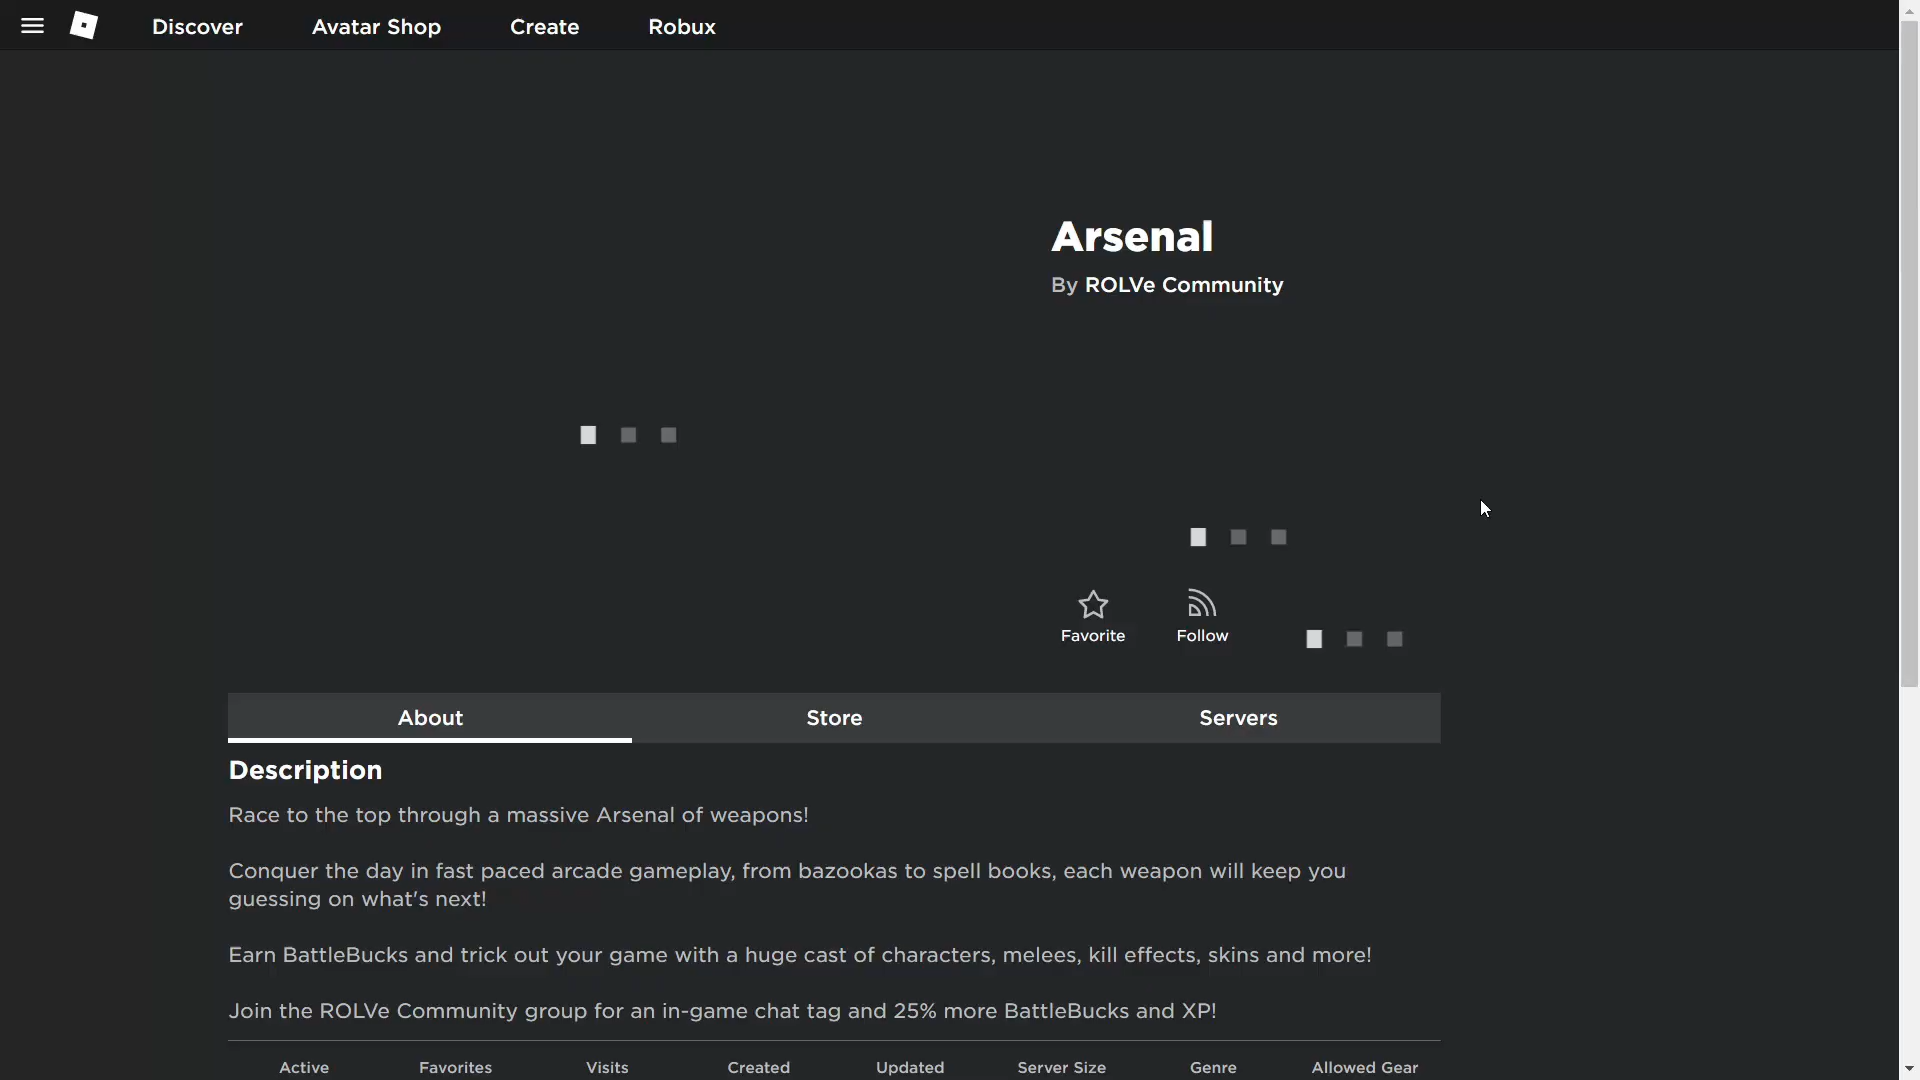 Discover Avatar Shop Create Robux
Arsenal
By ROLVe Community
Favorite Follow
About Store Servers
Description
Race to the top through a massive Arsenal of weapons!
Conquer the day in fast paced arcade gameplay, from bazookas to spell books, each weapon will keep you
guessing on what's next!
Earn BattleBucks and trick out your game with a huge cast of characters, melees, kill effects, skins and more!
Join the ROLVe Community group for an in-game chat tag and 25% more BattleBucks and XP!
Active Favorites Visits Created Updated Server Size Genre Allowed Gear